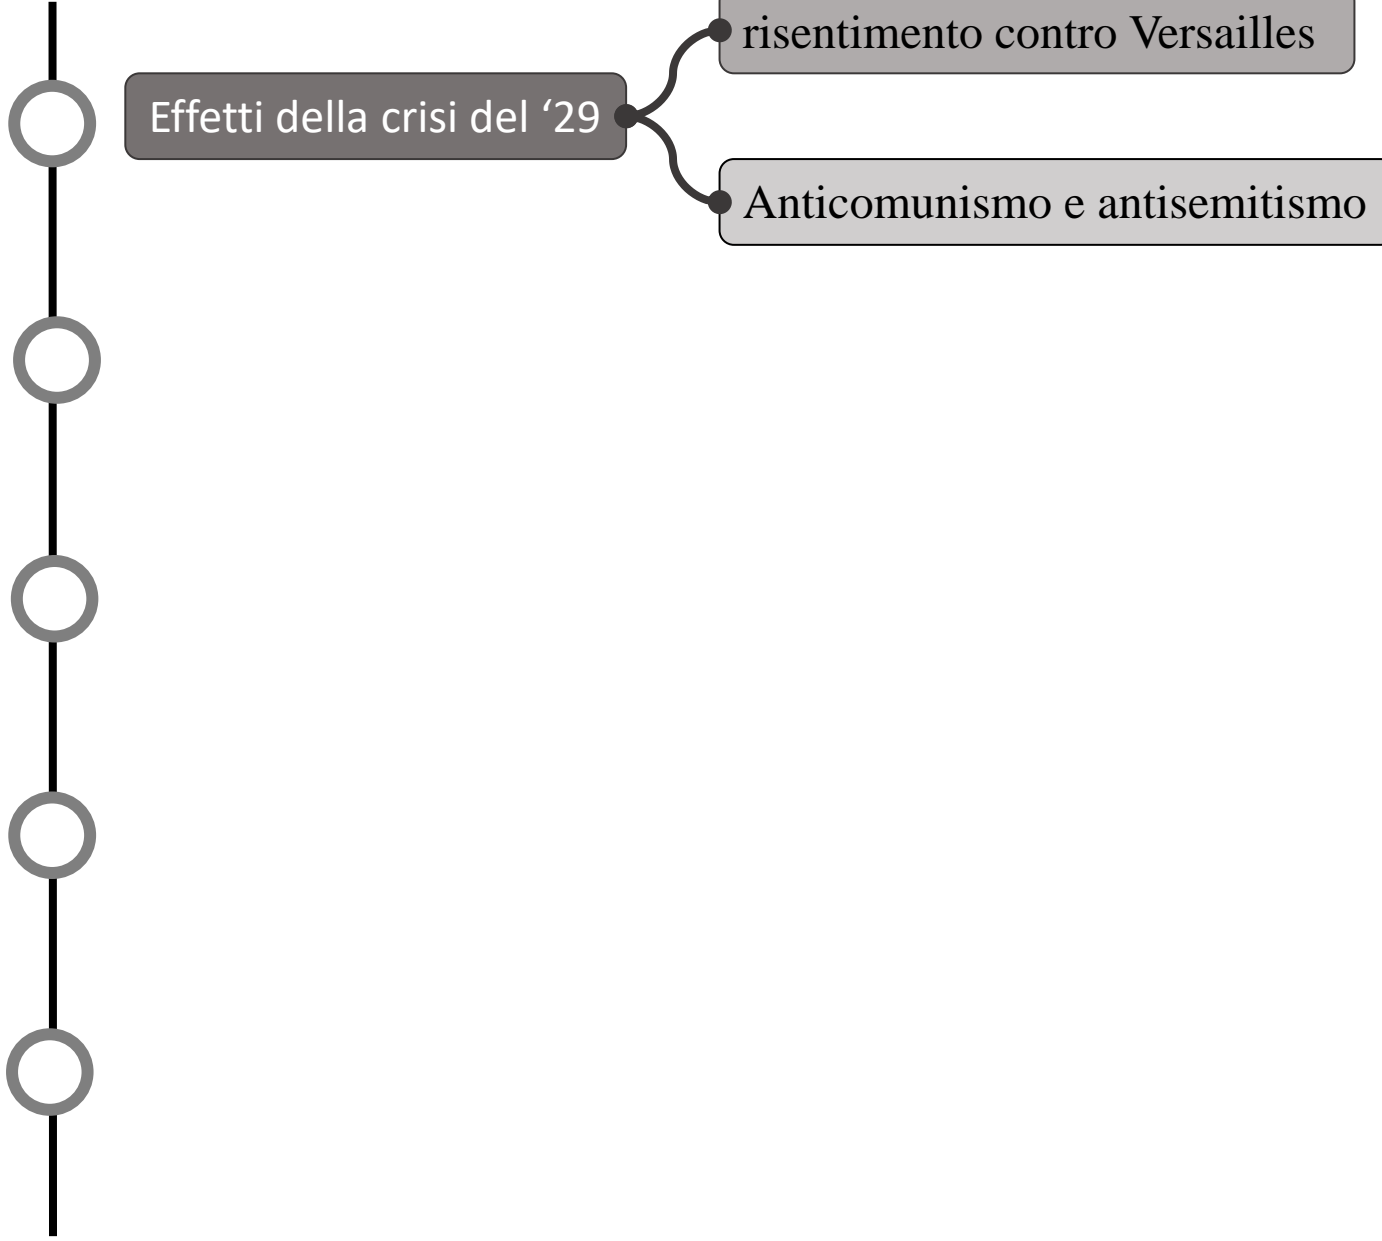 risentimento contro Versailles
Effetti della crisi del ‘29
Anticomunismo e antisemitismo